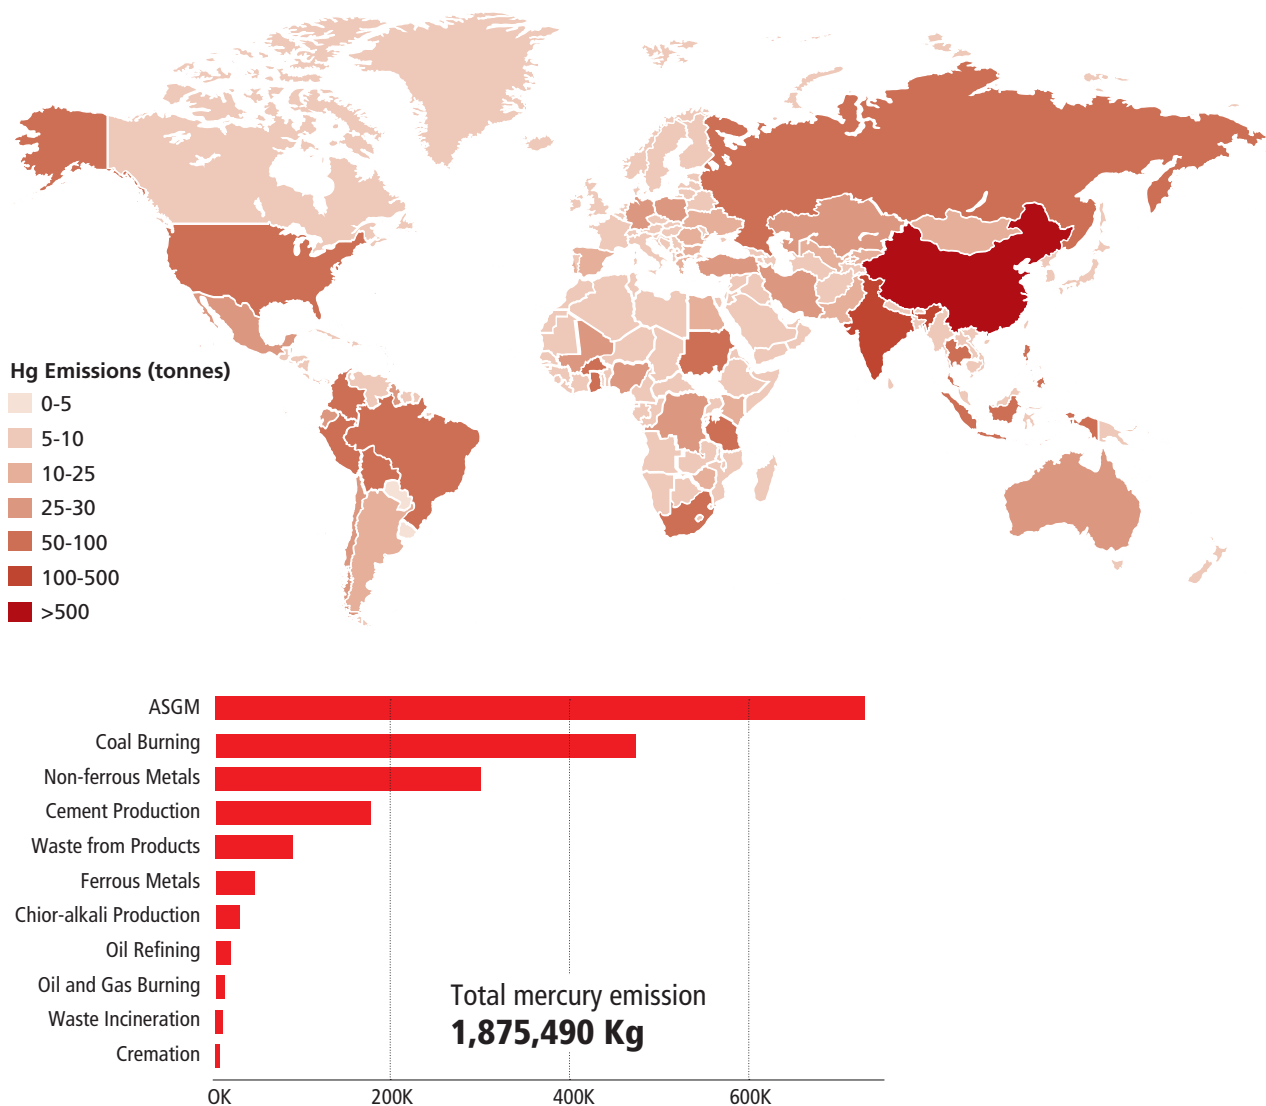 Hg Emissions (tonnes)
0-5
5-10
10-25
25-30
50-100
100-500
>500
ASGM
Coal Burning
Non-ferrous Metals
Cement Production
Waste from Products
Ferrous Metals
Chior-alkali Production
Oil Refining
Oil and Gas Burning
Waste Incineration
Cremation
Total mercury emission
1,875,490 Kg
OK 200K 400K 600K